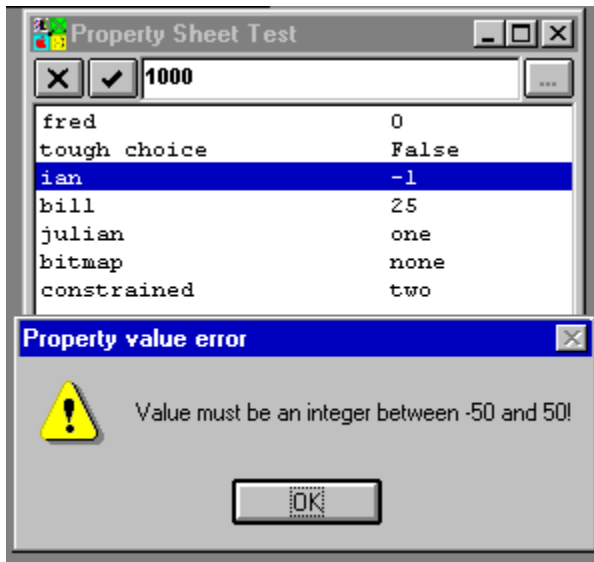 Property Sheet Test
1000
...
fred 0
tough choice False
ian -1
bill 25
julian one
bitmap none
constrained two
Property value error
Value must be an integer between -50 and 50!
OK